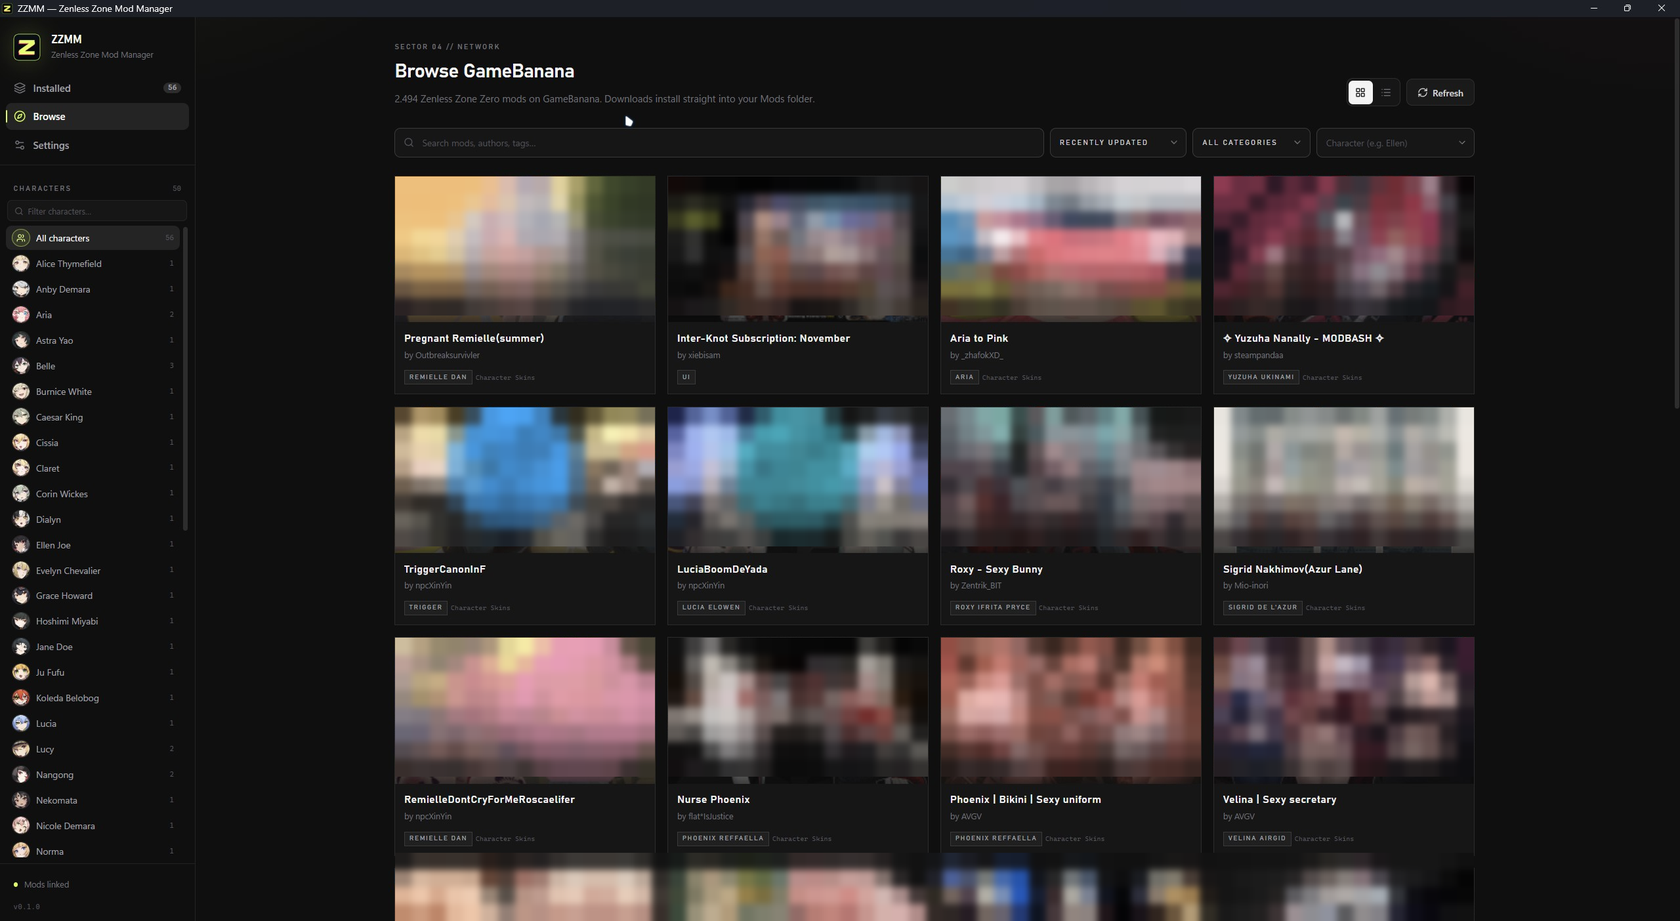 ZZMM — Zenless Zone Mod Manager
ZZMM
Zenless Zone Mod Manager
Installed 56
Browse
Settings
CHARACTERS 50
Filter characters...
All characters 56
Alice Thymefield 1
Anby Demara 1
Aria 2
Astra Yao 1
Belle 3
Burnice White 1
Caesar King 1
Cissia 1
Claret 1
Corin Wickes 1
Dialyn 1
Ellen Joe 1
Evelyn Chevalier 1
Grace Howard 1
Hoshimi Miyabi 1
Jane Doe 1
Ju Fufu 1
Koleda Belobog 1
Lucia 1
Lucy 2
Nangong 2
Nekomata 1
Nicole Demara 1
Norma 1
Mods linked
v0.1.0
SECTOR 04 // NETWORK
Browse GameBanana
2.494 Zenless Zone Zero mods on GameBanana. Downloads install straight into your Mods folder.
Refresh
Search mods, authors, tags...
RECENTLY UPDATED
ALL CATEGORIES
Character (e.g. Ellen)
Pregnant Remielle(summer)
by Outbreaksurvivler
REMIELLE DAN Character Skins
Inter-Knot Subscription: November
by xiebisam
UI
Aria to Pink
by _zhafokXD_
ARIA Character Skins
✧ Yuzuha Nanally - MODBASH ✧
by steampandaa
YUZUHA UKINAMI Character Skins
TriggerCanonInF
by npcXinYin
TRIGGER Character Skins
LuciaBoomDeYada
by npcXinYin
LUCIA ELOWEN Character Skins
Roxy - Sexy Bunny
by Zentrik_BIT
ROXY IFRITA PRYCE Character Skins
Sigrid Nakhimov(Azur Lane)
by Mio-inori
SIGRID DE L'AZUR Character Skins
RemielleDontCryForMeRoscaelifer
by npcXinYin
REMIELLE DAN Character Skins
Nurse Phoenix
by flat*IsJustice
PHOENIX REFFAELLA Character Skins
Phoenix | Bikini | Sexy uniform
by AVGV
PHOENIX REFFAELLA Character Skins
Velina | Sexy secretary
by AVGV
VELINA AIRGID Character Skins